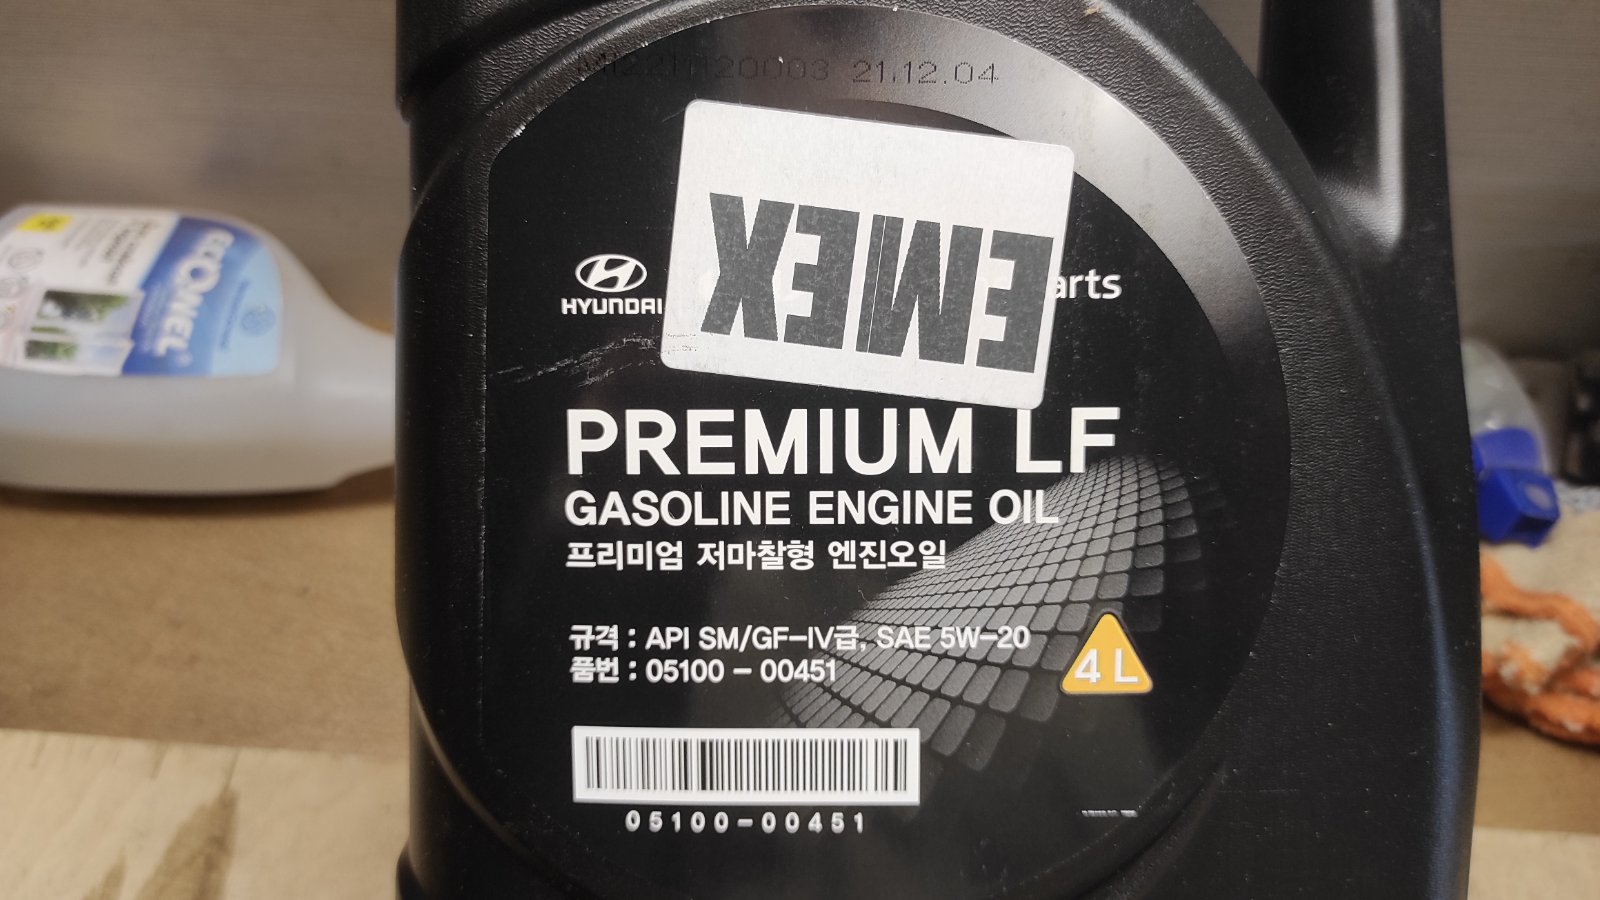 21.12.04
EMEX
HYUNDAI
arts
PREMIUM LF
GASOLINE ENGINE OIL
프리미엄 저마찰형 엔진오일
규격 : API SM/GF-IV급, SAE 5W-20
품번 : 05100 - 00451
4 L
05100-00451